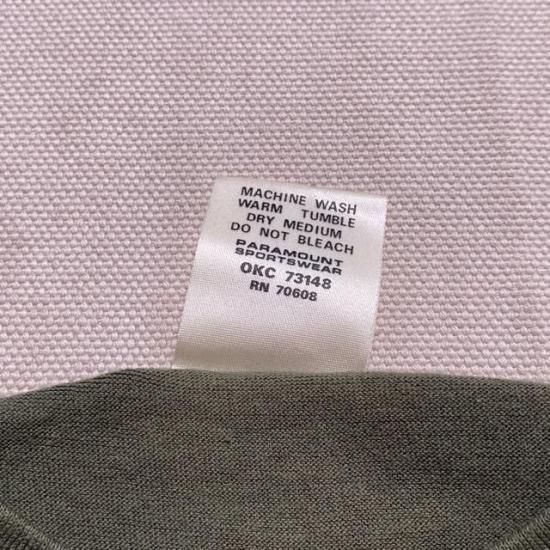 MACHINE WASH
WARM TUMBLE
DRY MEDIUM
DO NOT BLEACH
PARAMOUNT
SPORTSWEAR
OKC 73148
RN 70608